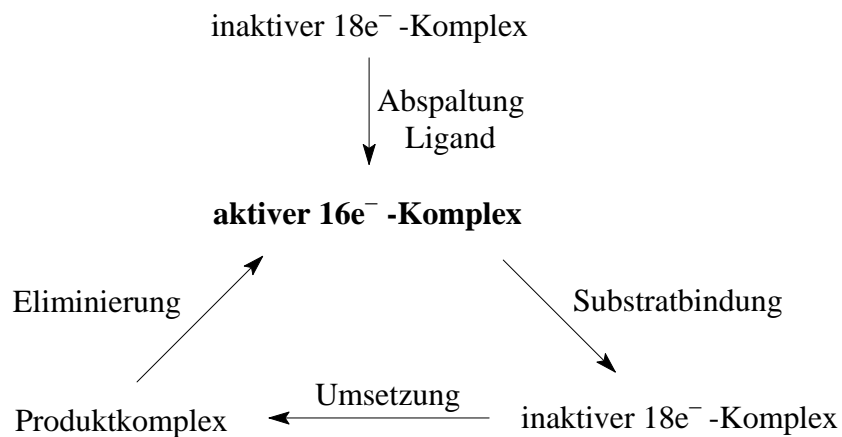 inaktiver 18e⁻ -Komplex
Abspaltung
Ligand
aktiver 16e⁻ -Komplex
Eliminierung
Substratbindung
Umsetzung
Produktkomplex
inaktiver 18e⁻ -Komplex